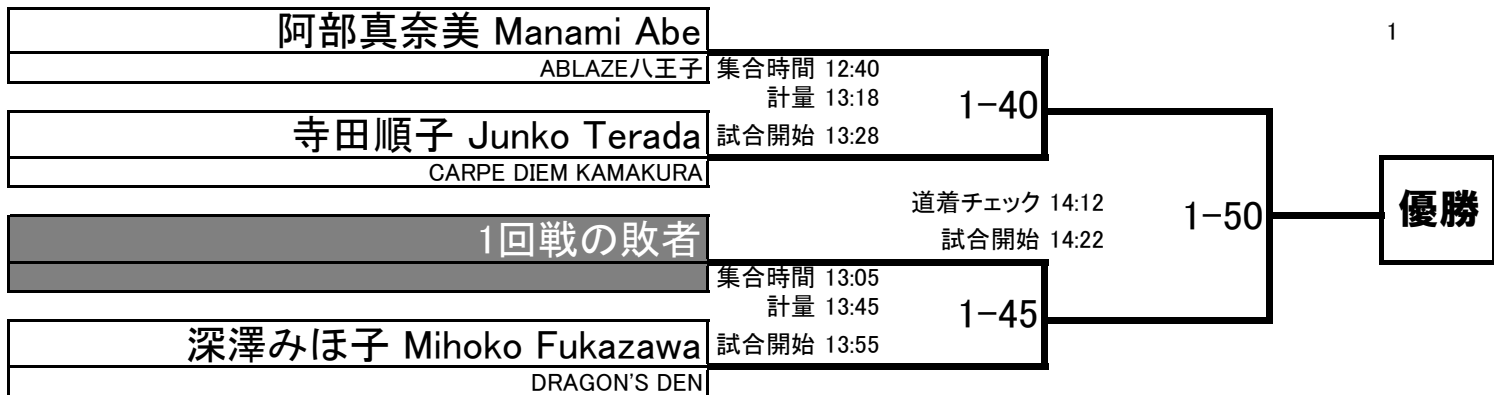 阿部真奈美 Manami Abe
1
ABLAZE八王子
集合時間 12:40
計量 13:18
1-40
寺田順子 Junko Terada
試合開始 13:28
CARPE DIEM KAMAKURA
道着チェック 14:12
1-50
優勝
1回戦の敗者
試合開始 14:22
集合時間 13:05
計量 13:45
1-45
深澤みほ子 Mihoko Fukazawa
試合開始 13:55
DRAGON'S DEN